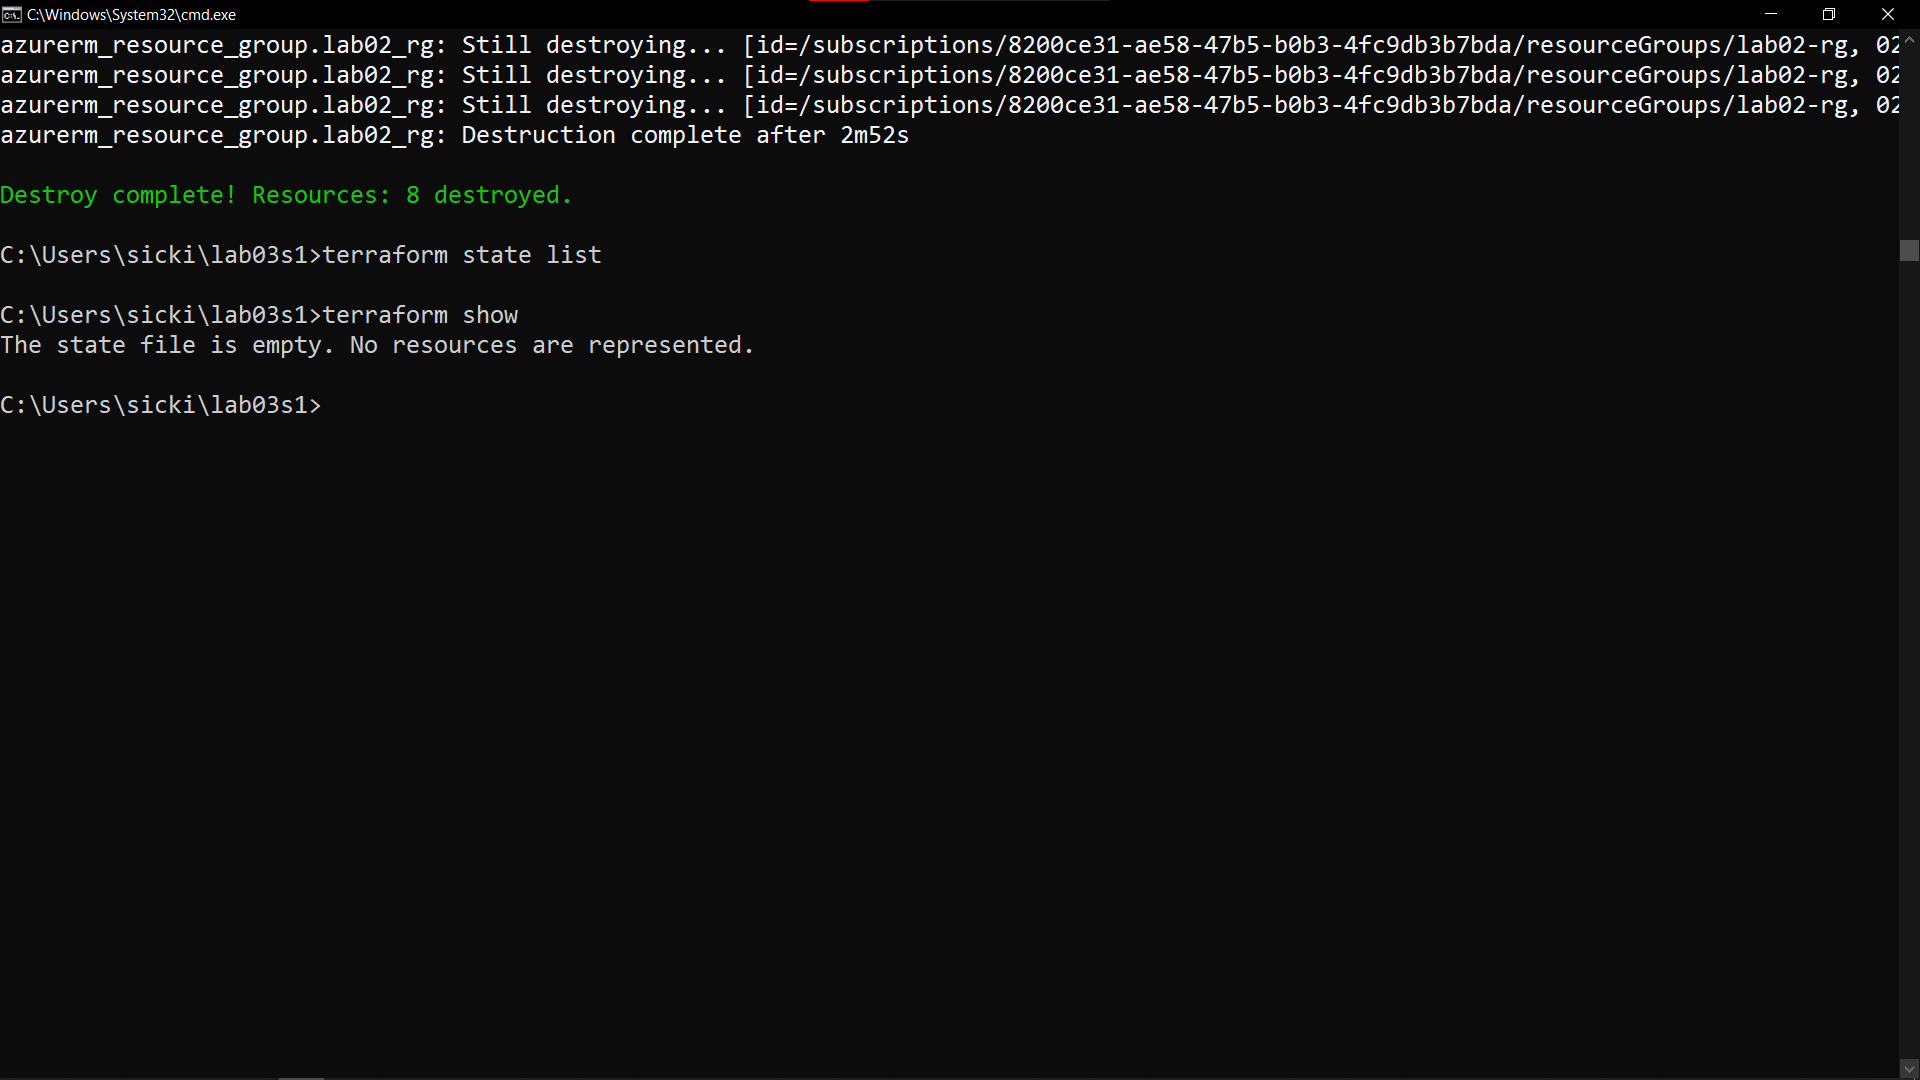 C:\Windows\System32\cmd.exe
azurerm_resource_group.lab02_rg: Still destroying... [id=/subscriptions/8200ce31-ae58-47b5-b0b3-4fc9db3b7bda/resourceGroups/lab02-rg, 02
azurerm_resource_group.lab02_rg: Still destroying... [id=/subscriptions/8200ce31-ae58-47b5-b0b3-4fc9db3b7bda/resourceGroups/lab02-rg, 02
azurerm_resource_group.lab02_rg: Still destroying... [id=/subscriptions/8200ce31-ae58-47b5-b0b3-4fc9db3b7bda/resourceGroups/lab02-rg, 02
azurerm_resource_group.lab02_rg: Destruction complete after 2m52s
Destroy complete! Resources: 8 destroyed.
C:\Users\sicki\lab03s1>terraform state list
C:\Users\sicki\lab03s1>terraform show
The state file is empty. No resources are represented.
C:\Users\sicki\lab03s1>